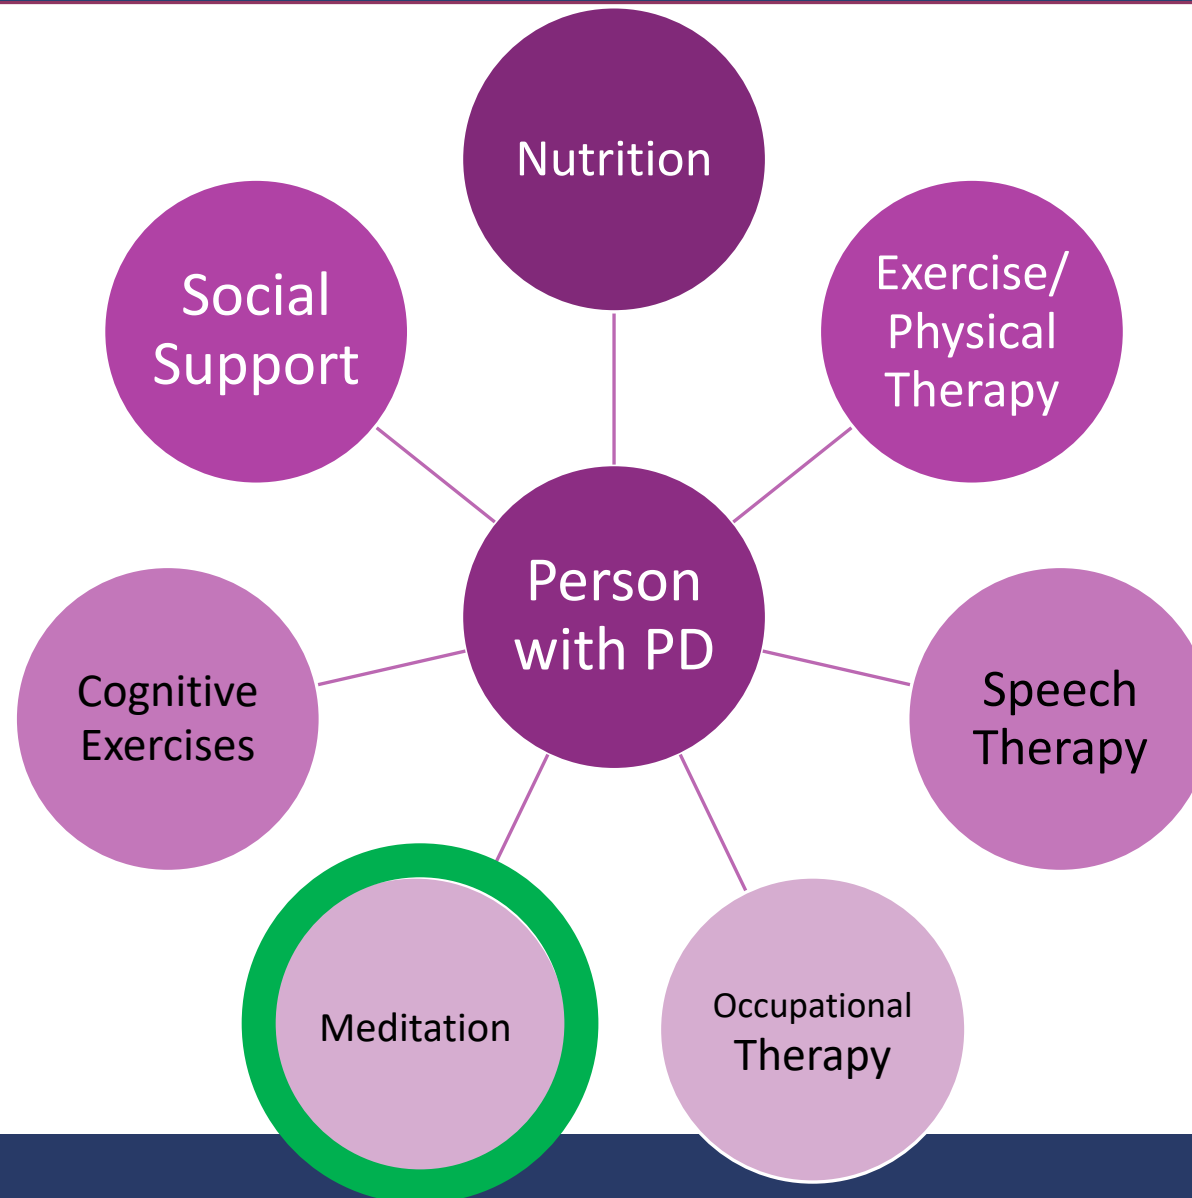 Nutrition
Exercise/
Physical
Therapy
Social
Support
Person
with PD
Cognitive
Exercises
Speech
Therapy
Meditation
Occupational
Therapy